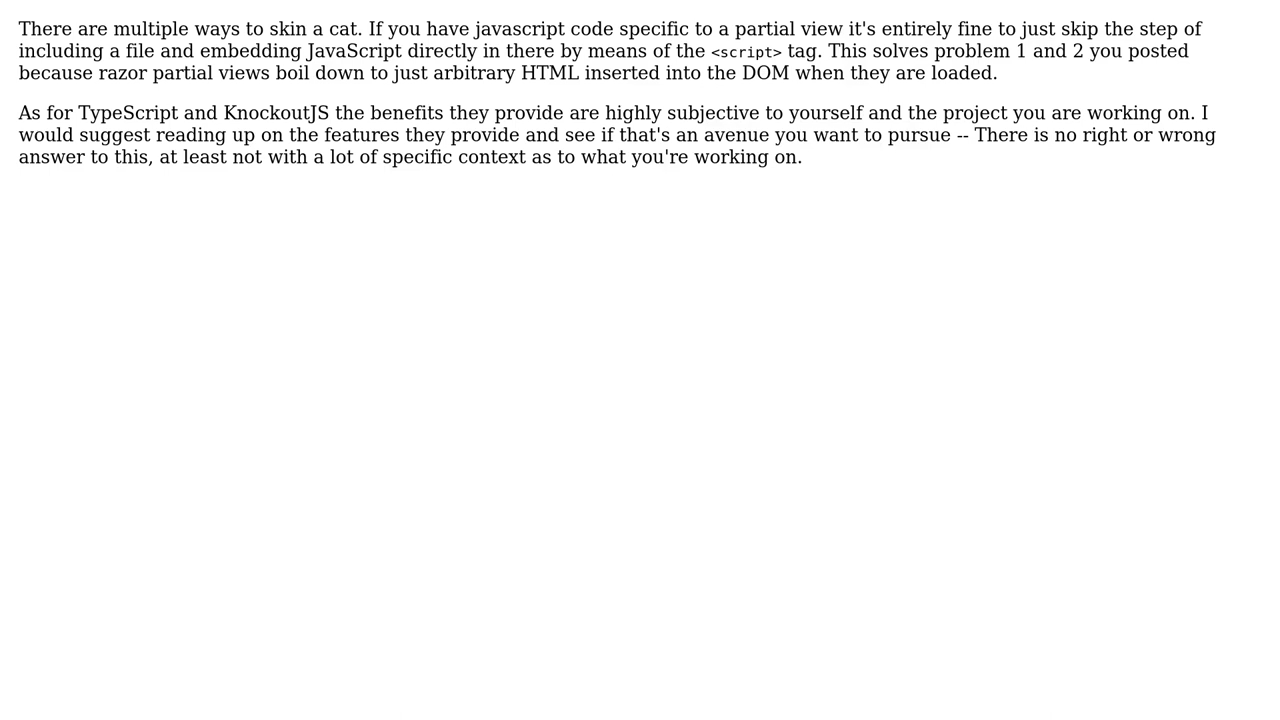 There are multiple ways to skin a cat. If you have javascript code specific to a partial view it's entirely fine to just skip the step of
including a file and embedding JavaScript directly in there by means of the <script> tag. This solves problem 1 and 2 you posted
because razor partial views boil down to just arbitrary HTML inserted into the DOM when they are loaded.
As for TypeScript and KnockoutJS the benefits they provide are highly subjective to yourself and the project you are working on. I
would suggest reading up on the features they provide and see if that's an avenue you want to pursue -- There is no right or wrong
answer to this, at least not with a lot of specific context as to what you're working on.